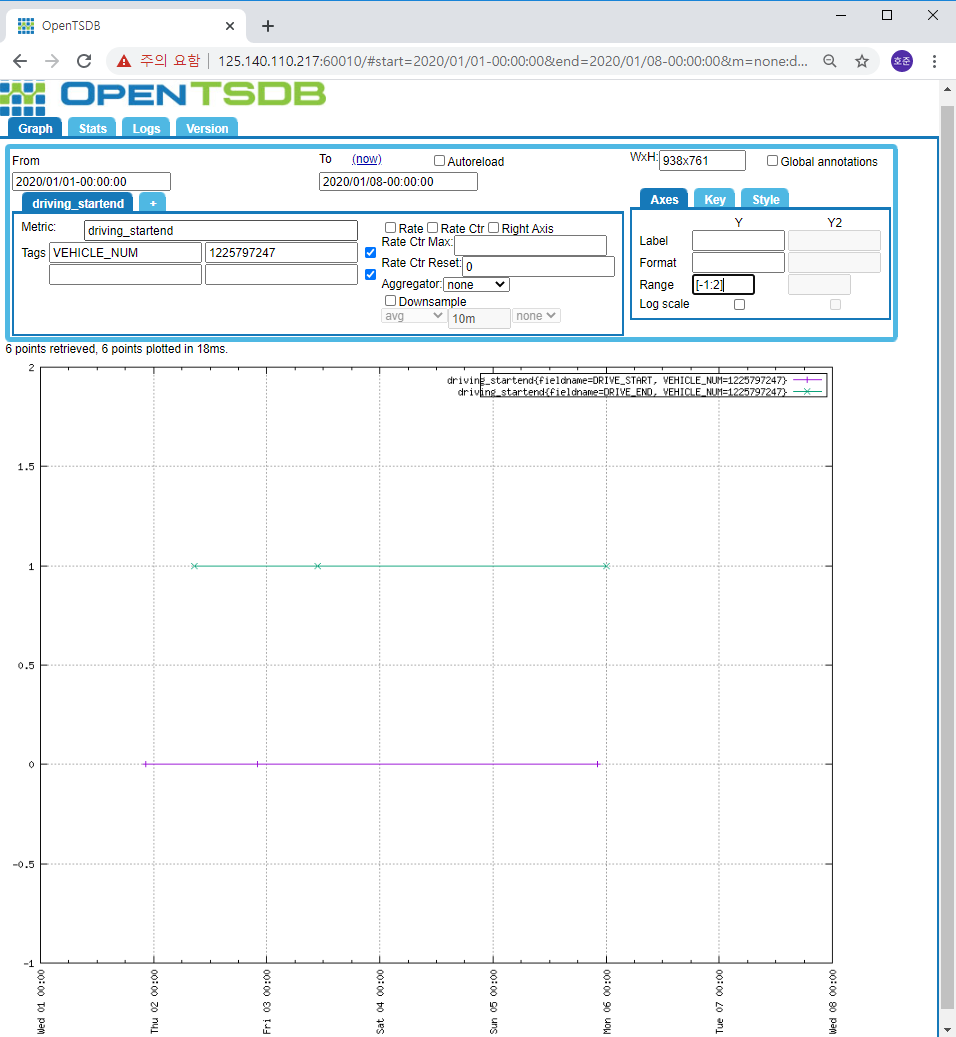 OpenTSDB
주의 요함 125.140.110.217:60010/#start=2020/01/01-00:00:00&end=2020/01/08-00:00:00&m=none:d...
호준
OPENTSDB
Graph Stats Logs Version
From To (now) Autoreload WxH: 938x761 Global annotations
2020/01/01-00:00:00 2020/01/08-00:00:00
driving_startend +
Axes Key Style
Metric: driving_startend
Rate Rate Ctr Right Axis
Y Y2
Tags VEHICLE_NUM 1225797247
Rate Ctr Max:
Label
Rate Ctr Reset: 0
Format
Aggregator: none
Range [-1:2]
Downsample
Log scale
avg 10m none
6 points retrieved, 6 points plotted in 18ms.
2
driving_startend{fieldname=DRIVE_START, VEHICLE_NUM=1225797247}
driving_startend{fieldname=DRIVE_END, VEHICLE_NUM=1225797247}
1.5
1
0.5
0
-0.5
-1
Wed 01 00:00
Thu 02 00:00
Fri 03 00:00
Sat 04 00:00
Sun 05 00:00
Mon 06 00:00
Tue 07 00:00
Wed 08 00:00